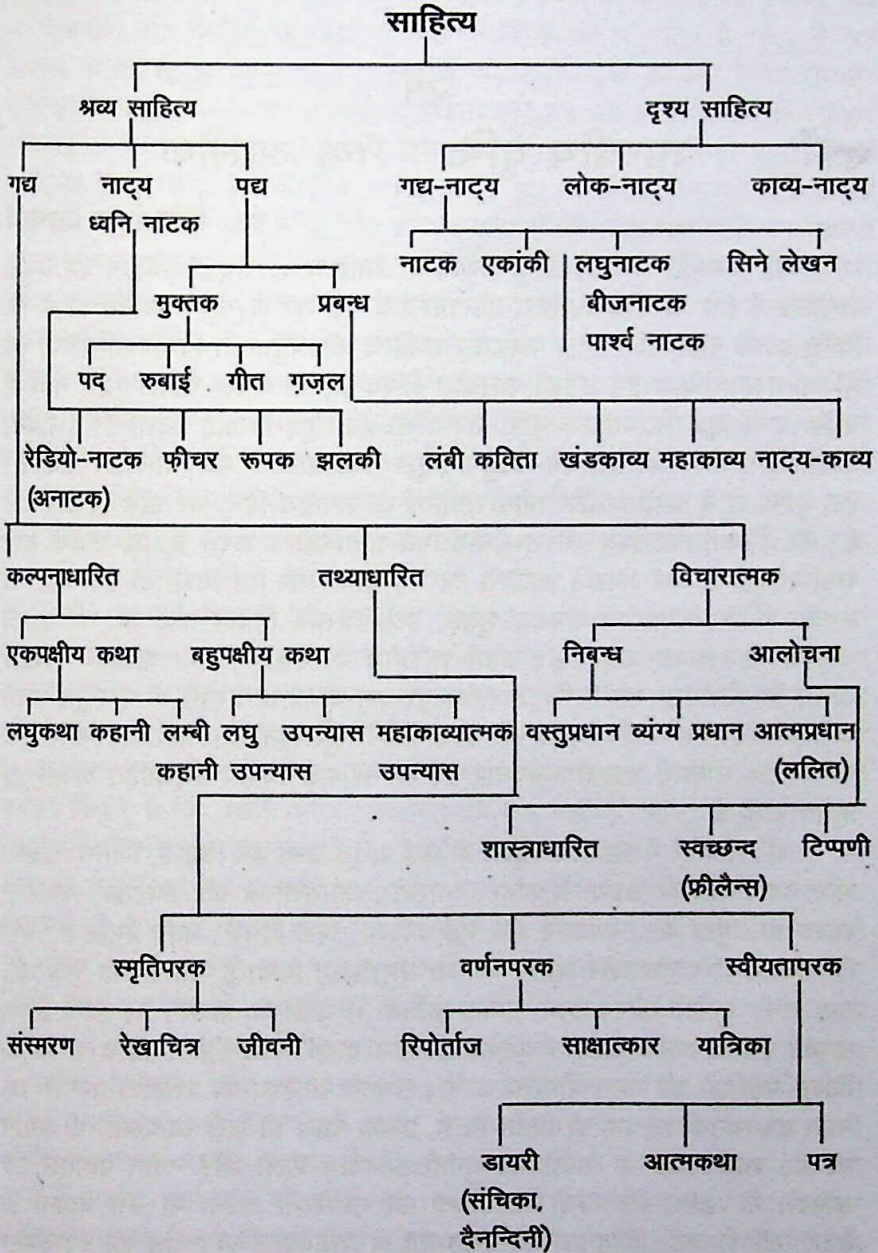 साहित्य
श्रव्य साहित्य दृश्य साहित्य
गद्य नाट्य पद्य गद्य-नाट्य लोक-नाट्य काव्य-नाट्य
ध्वनि नाटक
नाटक एकांकी लघुनाटक सिने लेखन
मुक्तक प्रबन्ध बीजनाटक
पार्श्व नाटक
पद रुबाई गीत ग़ज़ल
रेडियो-नाटक फ़ीचर रूपक झलकी लंबी कविता खंडकाव्य महाकाव्य नाट्य-काव्य
(अनाटक)
कल्पनाधारित तथ्याधारित विचारात्मक
एकपक्षीय कथा बहुपक्षीय कथा निबन्ध आलोचना
लघुकथा कहानी लम्बी लघु उपन्यास महाकाव्यात्मक वस्तुप्रधान व्यंग्य प्रधान आत्मप्रधान
कहानी उपन्यास उपन्यास (ललित)
शास्त्राधारित स्वच्छन्द टिप्पणी
(फ्रीलैन्स)
स्मृतिपरक वर्णनपरक स्वीयतापरक
संस्मरण रेखाचित्र जीवनी रिपोर्ताज साक्षात्कार यात्रिका
डायरी आत्मकथा पत्र
(संचिका,
दैनन्दिनी)